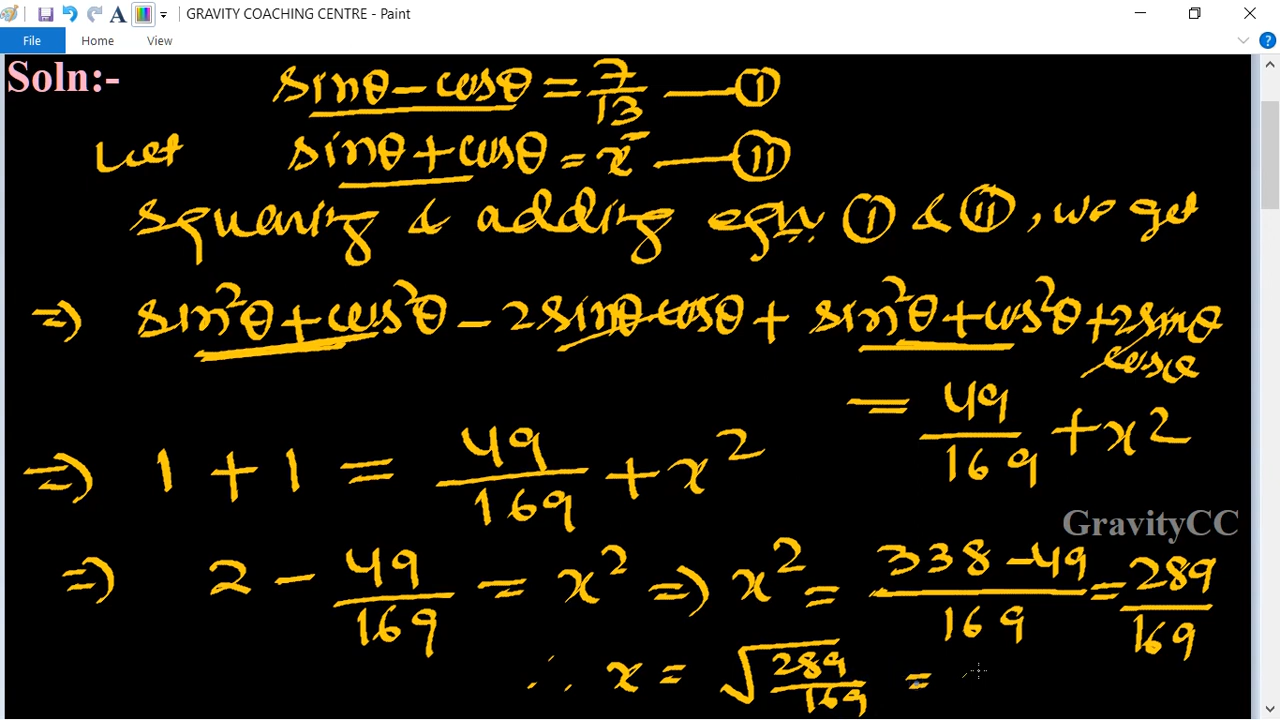 GRAVITY COACHING CENTRE - Paint
File Home View
Soln:-
sinθ - cosθ = 7/13 — (I)
Let sinθ + cosθ = x — (II)
Squaring & adding eqn. (I) & (II), we get
=> sin²θ + cos²θ - 2sinθcosθ + sin²θ + cos²θ + 2sinθ
cosθ
= 49/169 + x²
=> 1 + 1 = 49/169 + x²
GravityCC
=> 2 - 49/169 = x² => x² = (338 - 49)/169 = 289/169
∴ x = √(289/169) =